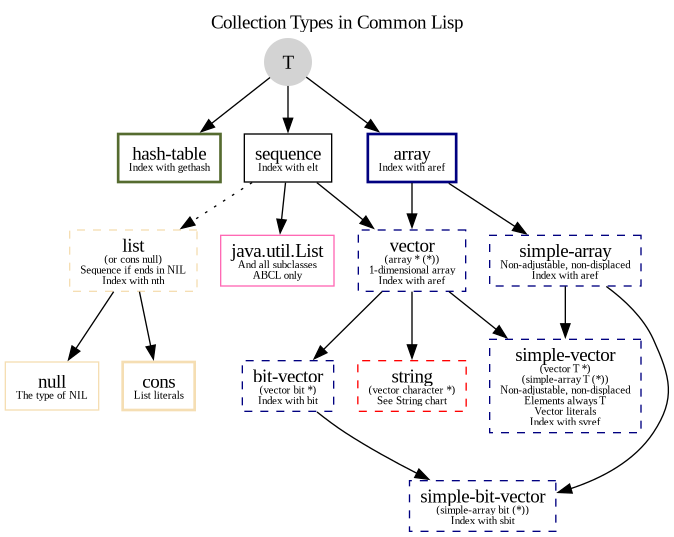 Collection Types in Common Lisp
T
hash-table
Index with gethash
sequence
Index with elt
array
Index with aref
list
(or cons null)
Sequence if ends in NIL
Index with nth
java.util.List
And all subclasses
ABCL only
vector
(array * (*))
1-dimensional array
Index with aref
simple-array
Non-adjustable, non-displaced
Index with aref
null
The type of NIL
cons
List literals
bit-vector
(vector bit *)
Index with bit
string
(vector character *)
See String chart
simple-vector
(vector T *)
(simple-array T (*))
Non-adjustable, non-displaced
Elements always T
Vector literals
Index with svref
simple-bit-vector
(simple-array bit (*))
Index with sbit